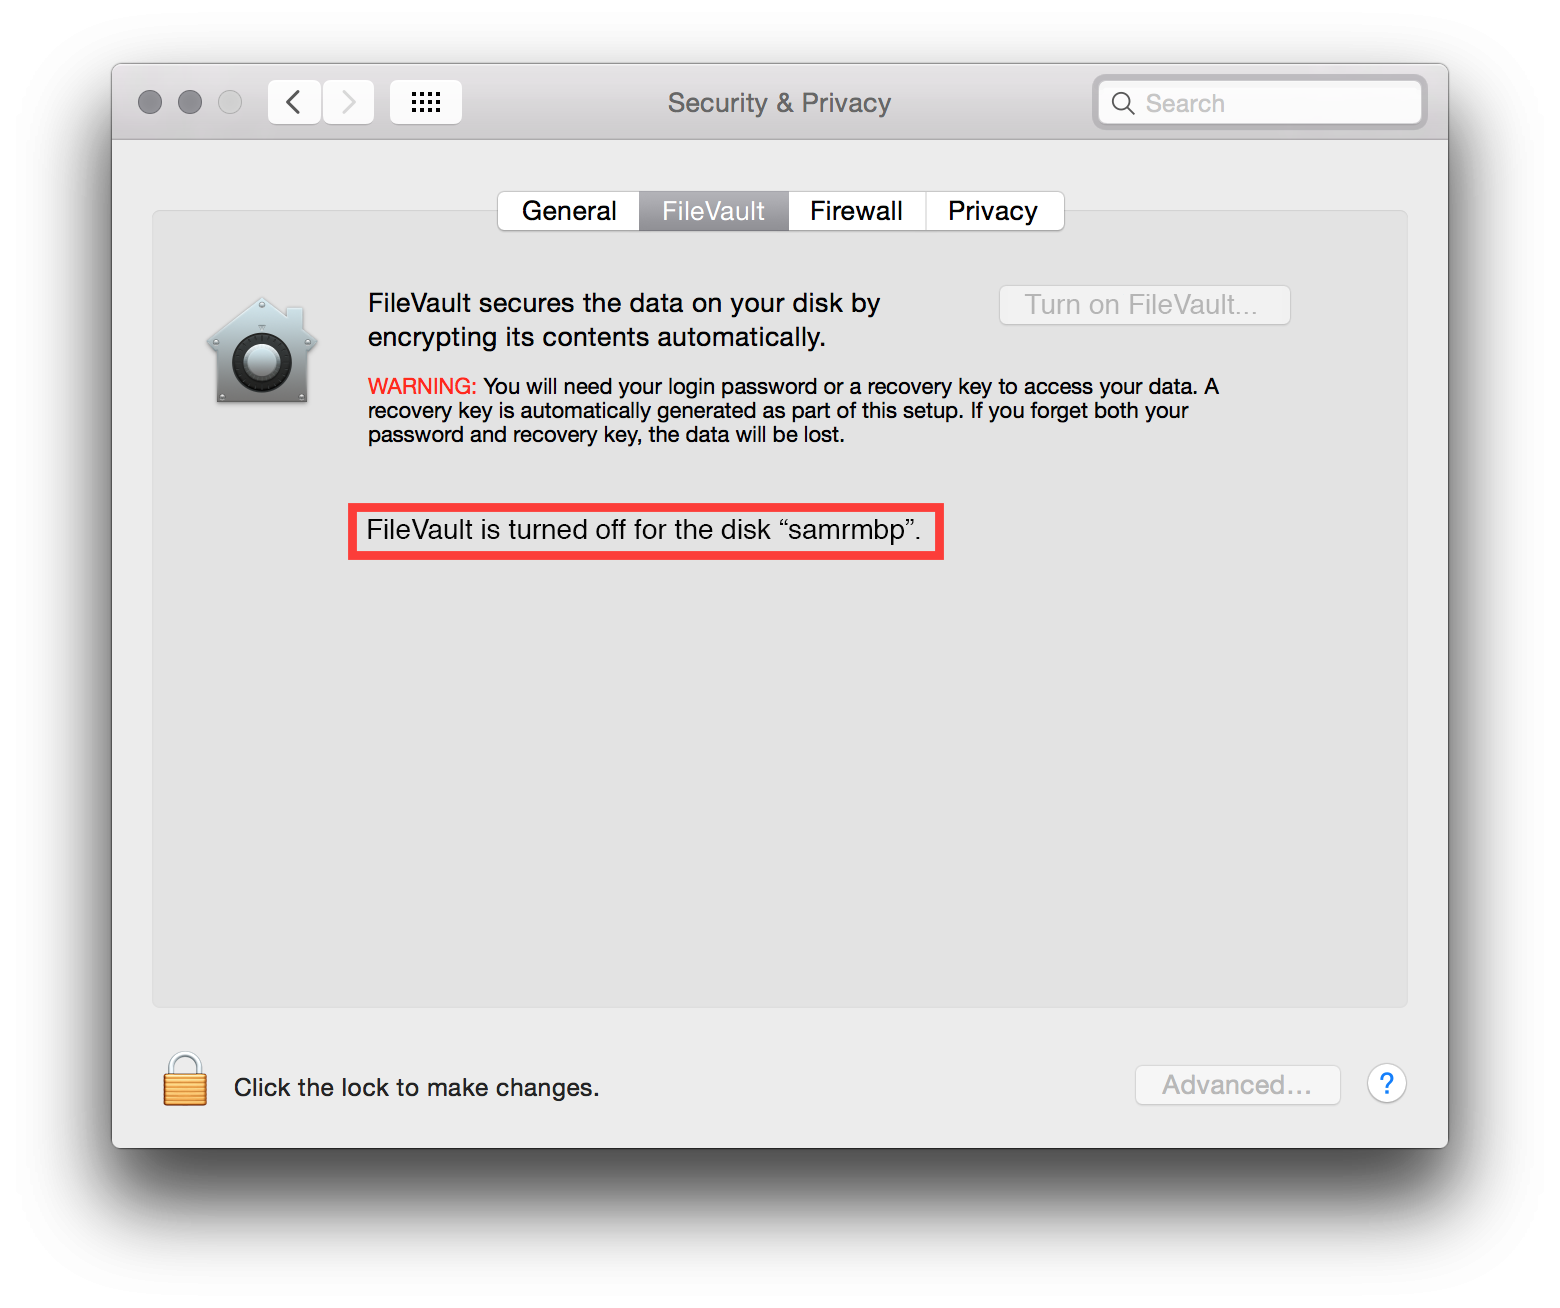 Security & Privacy
Search
General
FileVault
Firewall
Privacy
FileVault secures the data on your disk by
encrypting its contents automatically.
Turn on FileVault...
WARNING: You will need your login password or a recovery key to access your data. A
recovery key is automatically generated as part of this setup. If you forget both your
password and recovery key, the data will be lost.
FileVault is turned off for the disk “samrmbp”.
Click the lock to make changes.
Advanced...
?